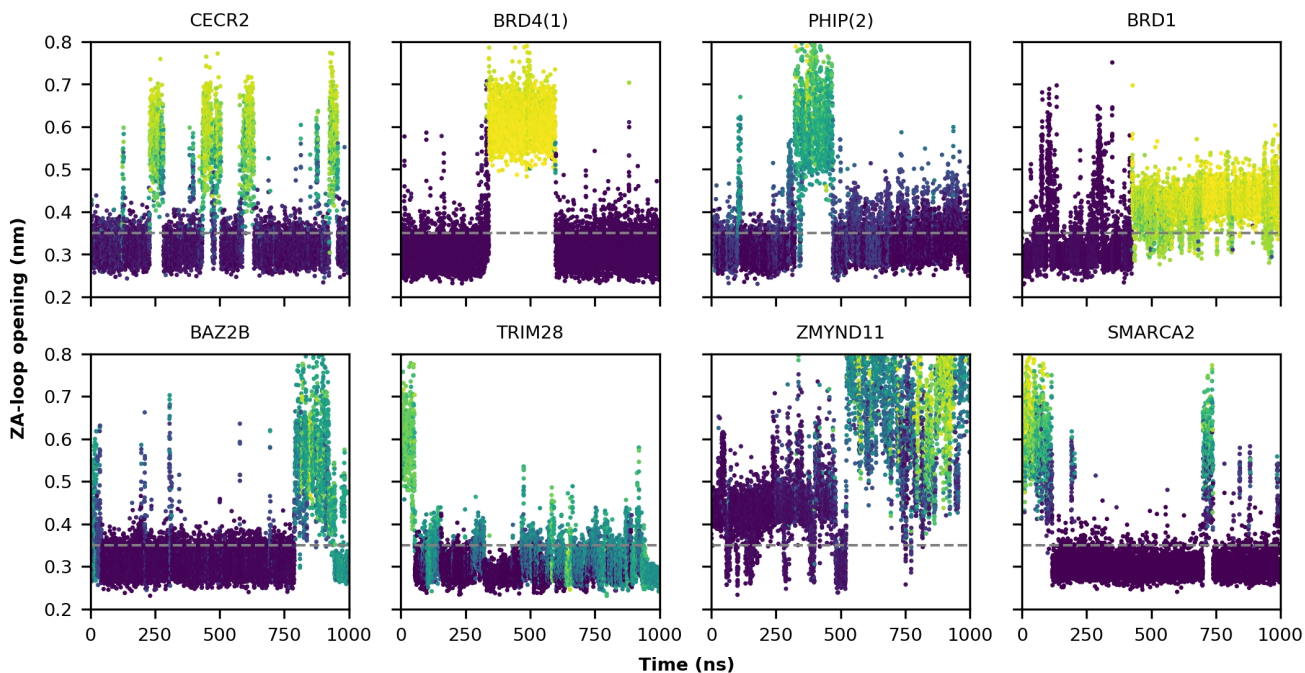 CECR2 BRD4(1) PHIP(2) BRD1
0.8
0.7
0.6
0.5
0.4
0.3
0.2
ZA-loop opening (nm)
BAZ2B TRIM28 ZMYND11 SMARCA2
0.8
0.7
0.6
0.5
0.4
0.3
0.2
0 250 500 750 1000 0 250 500 750 1000 0 250 500 750 1000 0 250 500 750 1000
Time (ns)